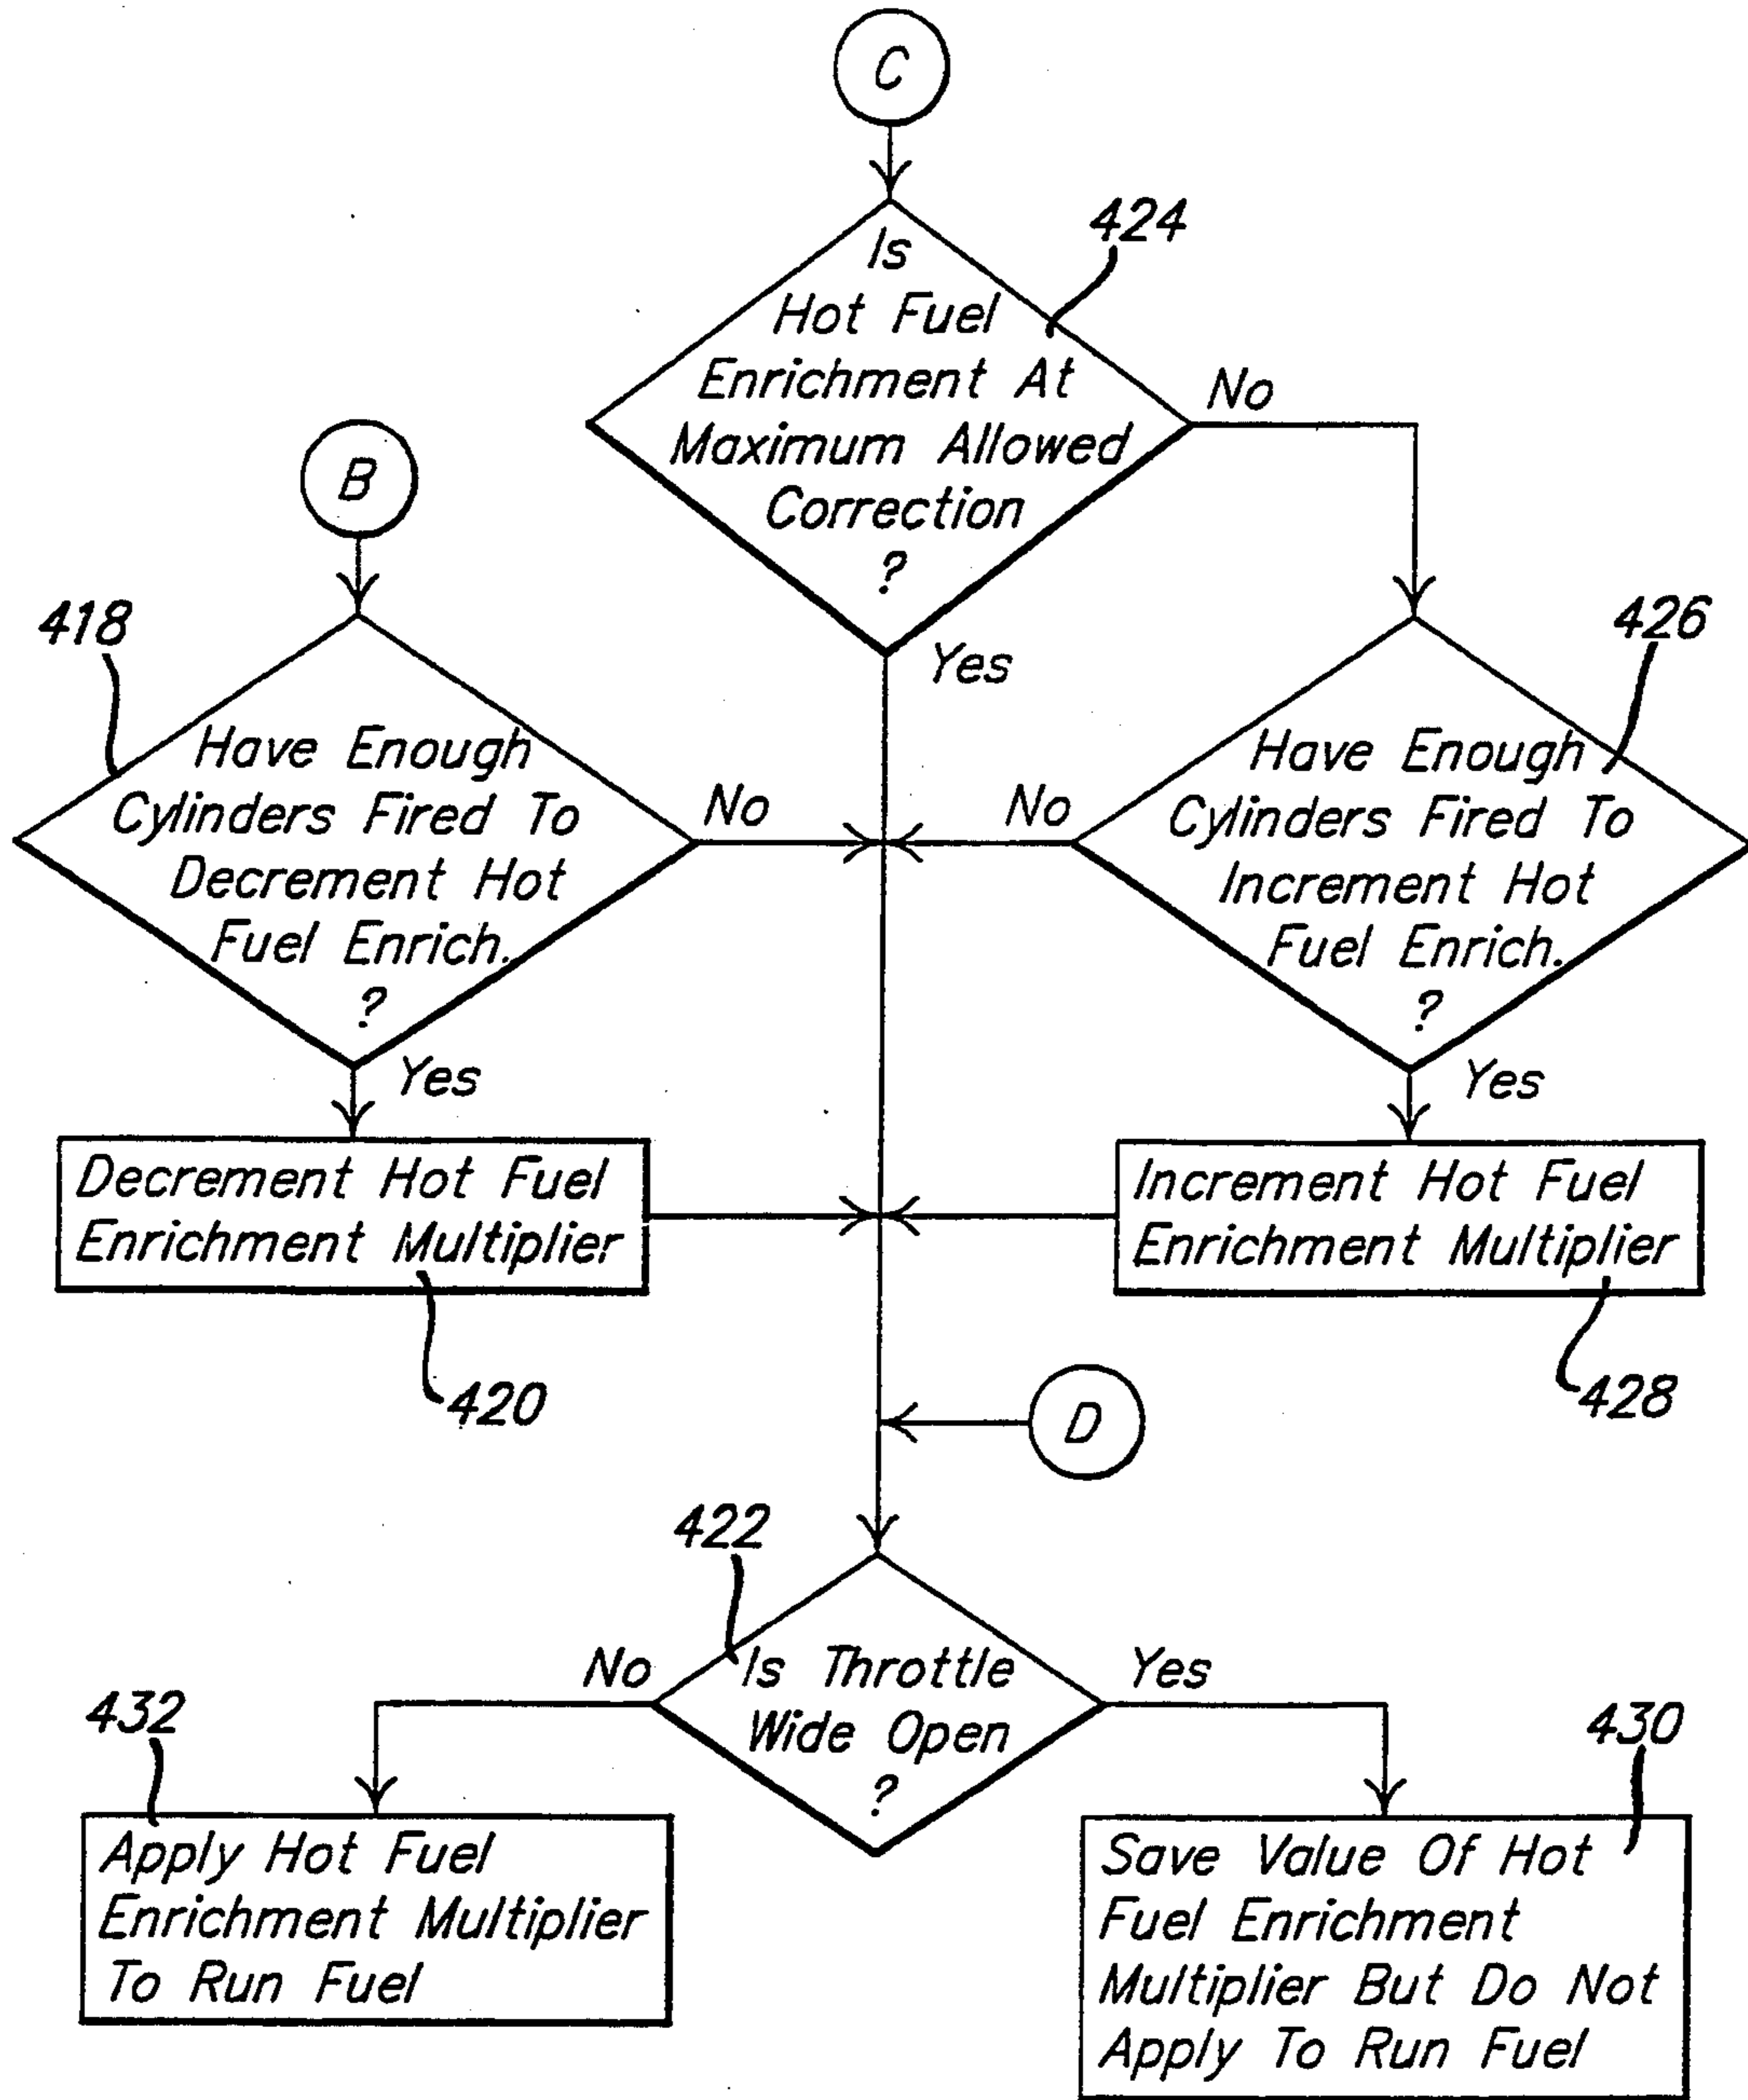 C
424
Is
Hot Fuel
Enrichment At
Maximum Allowed
Correction
?
No
Yes
B
418
Have Enough
Cylinders Fired To
Decrement Hot
Fuel Enrich.
?
No
Yes
426
Have Enough
Cylinders Fired To
Increment Hot
Fuel Enrich.
?
No
Yes
Decrement Hot Fuel
Enrichment Multiplier
420
Increment Hot Fuel
Enrichment Multiplier
428
D
422
Is Throttle
Wide Open
?
No
Yes
432
Apply Hot Fuel
Enrichment Multiplier
To Run Fuel
430
Save Value Of Hot
Fuel Enrichment
Multiplier But Do Not
Apply To Run Fuel